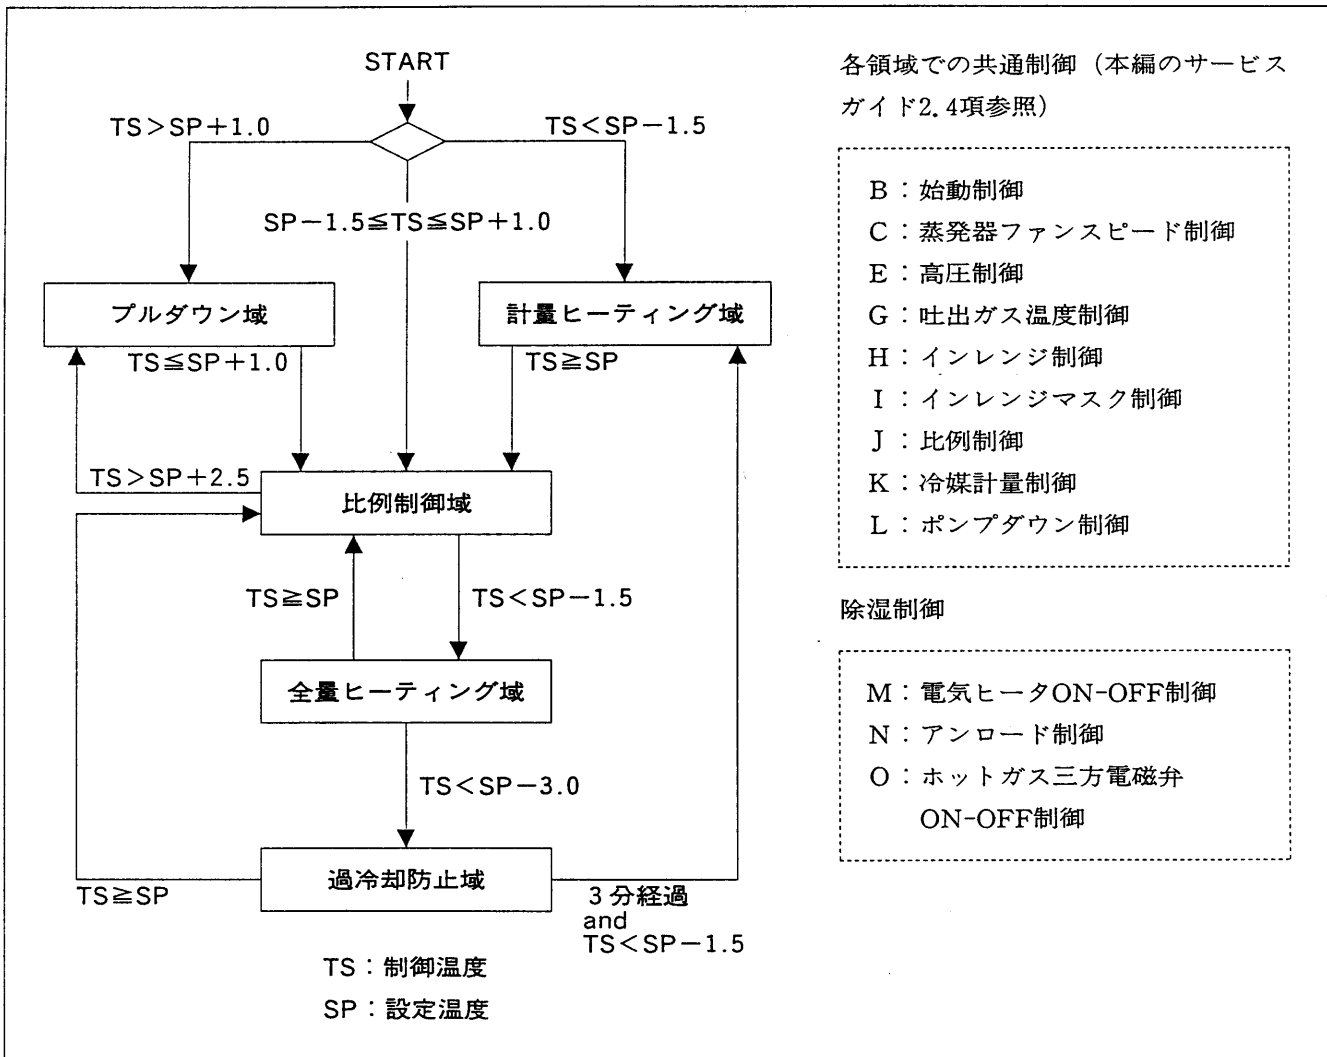 START
TS>SP+1.0
TS<SP−1.5
SP−1.5≦TS≦SP+1.0
プルダウン域
計量ヒーティング域
TS≦SP+1.0
TS≧SP
TS>SP+2.5
比例制御域
TS≧SP
TS<SP−1.5
全量ヒーティング域
TS<SP−3.0
過冷却防止域
TS≧SP
3分経過
and
TS<SP−1.5
TS：制御温度
SP：設定温度
各領域での共通制御（本編のサービス
ガイド2.4項参照）
B：始動制御
C：蒸発器ファンスピード制御
E：高圧制御
G：吐出ガス温度制御
H：インレンジ制御
I：インレンジマスク制御
J：比例制御
K：冷媒計量制御
L：ポンプダウン制御
除湿制御
M：電気ヒータON-OFF制御
N：アンロード制御
O：ホットガス三方電磁弁
ON-OFF制御